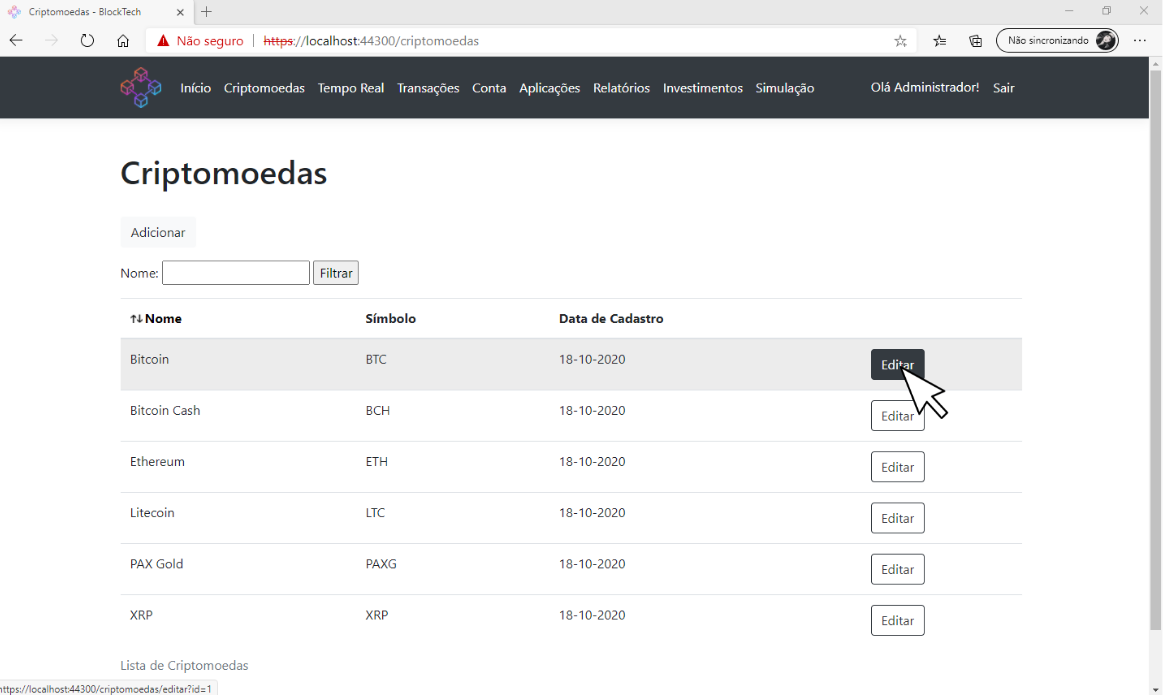 Criptomoedas - BlockTech
Não seguro https://localhost:44300/criptomoedas Não sincronizando
Início Criptomoedas Tempo Real Transações Conta Aplicações Relatórios Investimentos Simulação Olá Administrador! Sair
Criptomoedas
Adicionar
Nome: Filtrar
Nome Símbolo Data de Cadastro
Bitcoin BTC 18-10-2020 Editar
Bitcoin Cash BCH 18-10-2020 Editar
Ethereum ETH 18-10-2020 Editar
Litecoin LTC 18-10-2020 Editar
PAX Gold PAXG 18-10-2020 Editar
XRP XRP 18-10-2020 Editar
Lista de Criptomoedas
https://localhost:44300/criptomoedas/editar?id=1